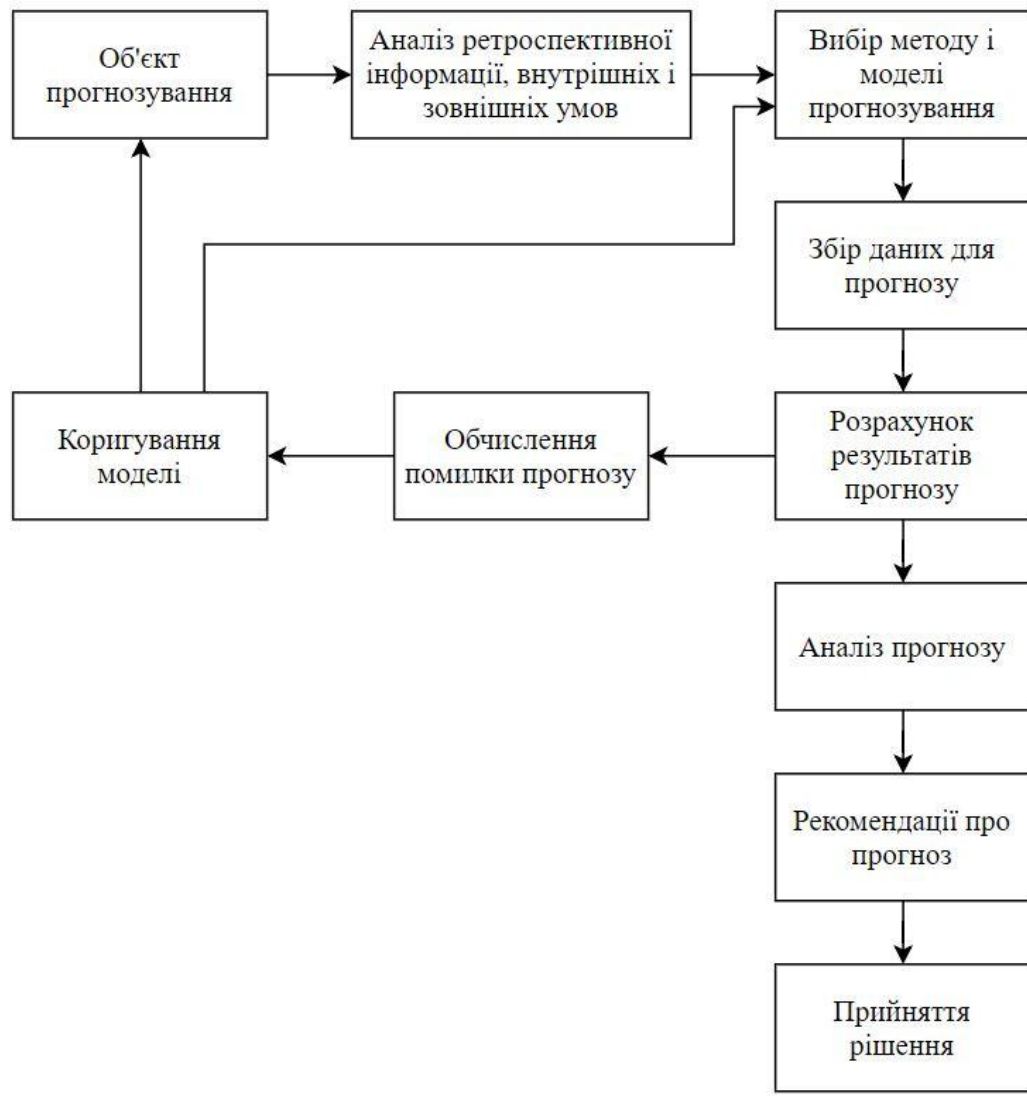 Об'єкт
прогнозування
Аналіз ретроспективної
інформації, внутрішніх і
зовнішніх умов
Вибір методу і
моделі
прогнозування
Збір даних для
прогнозу
Коригування
моделі
Обчислення
помилки прогнозу
Розрахунок
результатів
прогнозу
Аналіз прогнозу
Рекомендації про
прогноз
Прийняття
рішення